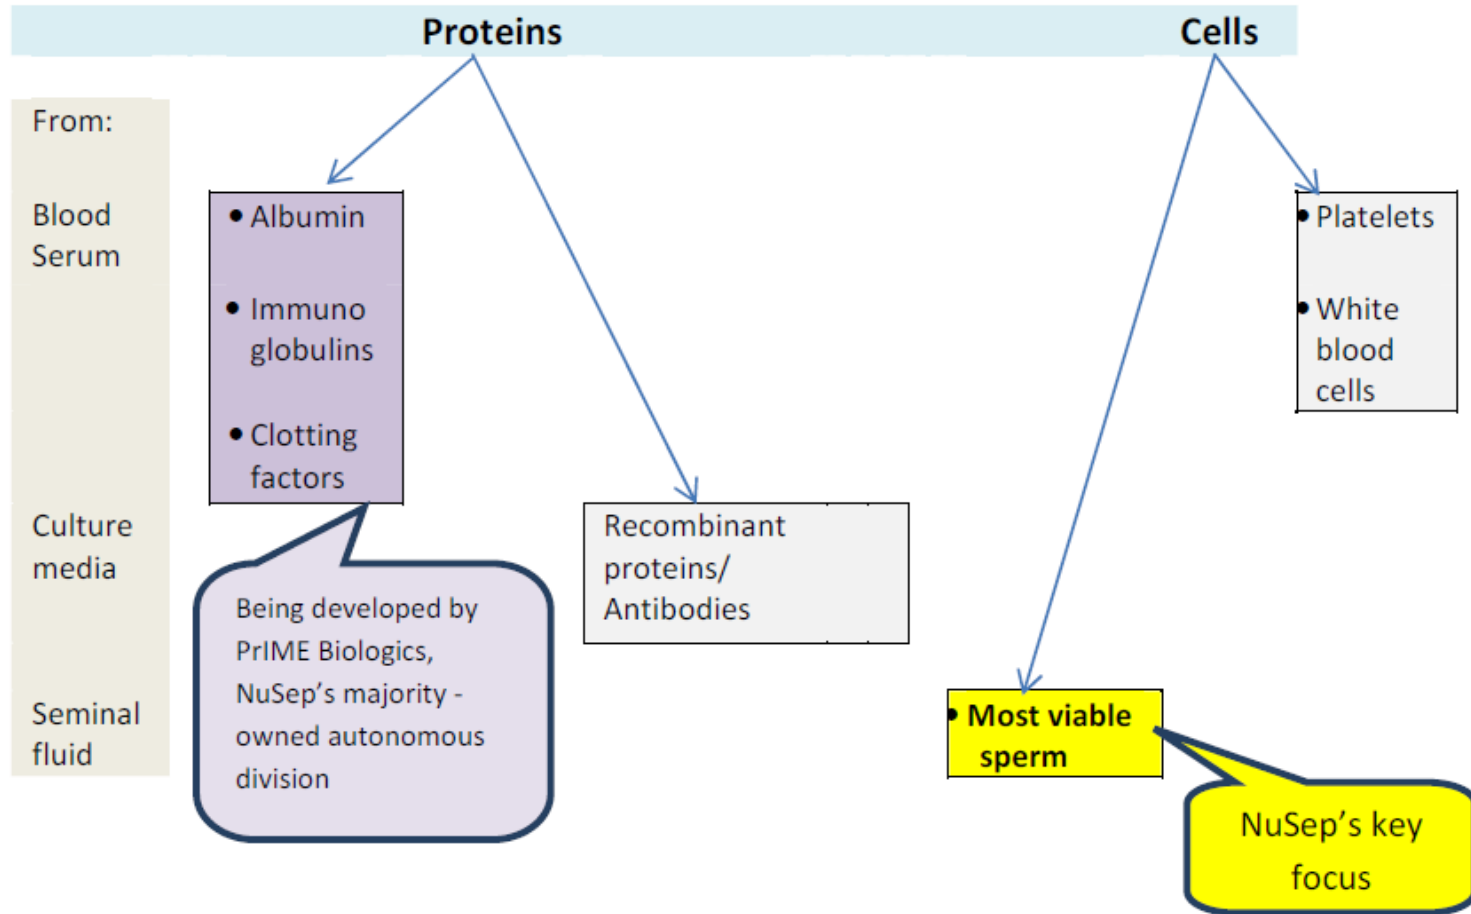 Proteins
Cells
From:
Blood
Serum
• Albumin
• Immuno
globulins
• Clotting
factors
• Platelets
• White
blood
cells
Culture
media
Recombinant
proteins/
Antibodies
Being developed by
PrIME Biologics,
NuSep’s majority -
owned autonomous
division
Seminal
fluid
• Most viable
sperm
NuSep’s key
focus